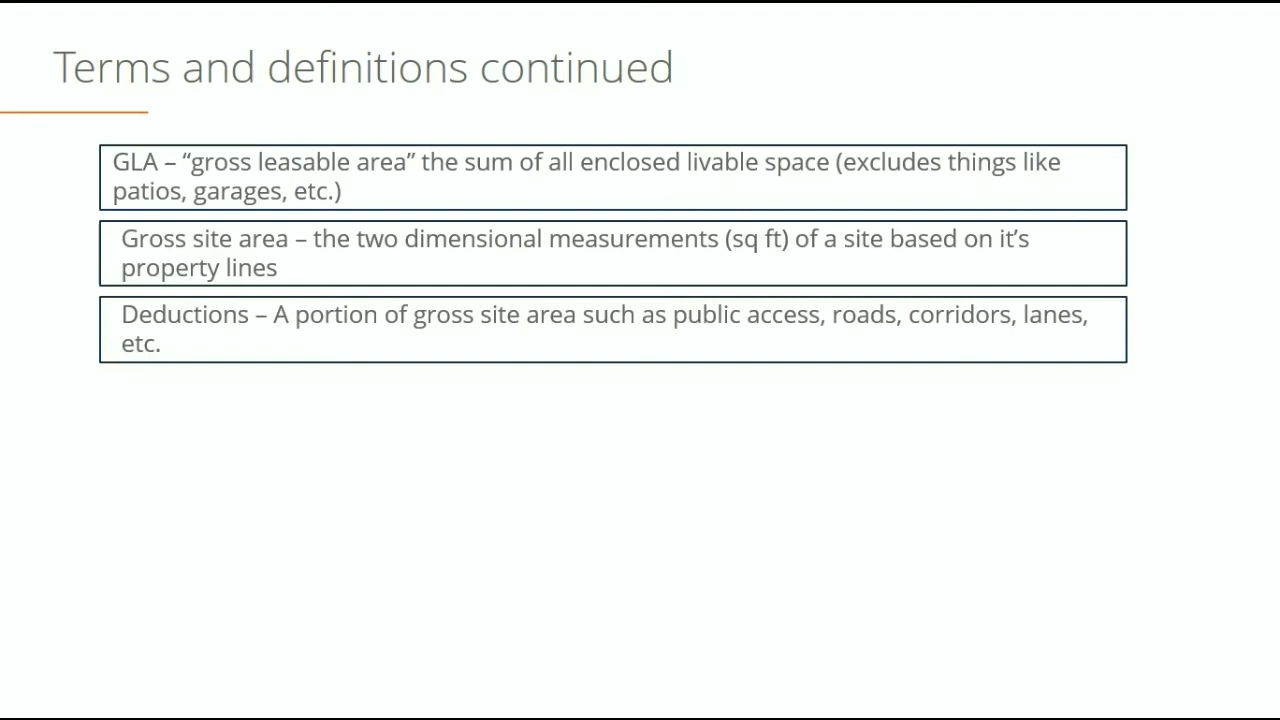 Terms and definitions continued
GLA – “gross leasable area” the sum of all enclosed livable space (excludes things like
patios, garages, etc.)
Gross site area – the two dimensional measurements (sq ft) of a site based on it’s
property lines
Deductions – A portion of gross site area such as public access, roads, corridors, lanes,
etc.